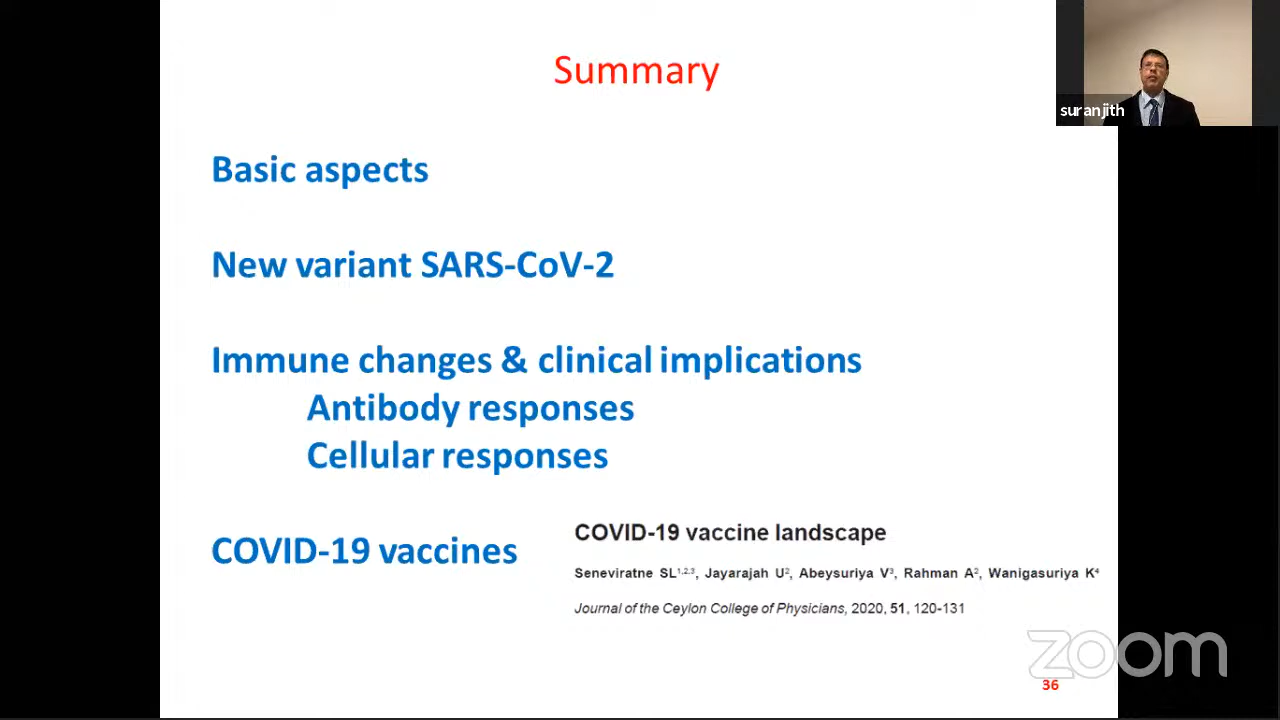 Summary
suranjith
Basic aspects
New variant SARS-CoV-2
Immune changes & clinical implications
Antibody responses
Cellular responses
COVID-19 vaccines
COVID-19 vaccine landscape
Seneviratne SL1,2,3, Jayarajah U2, Abeysuriya V3, Rahman A2, Wanigasuriya K4
Journal of the Ceylon College of Physicians, 2020, 51, 120-131
zoom
36